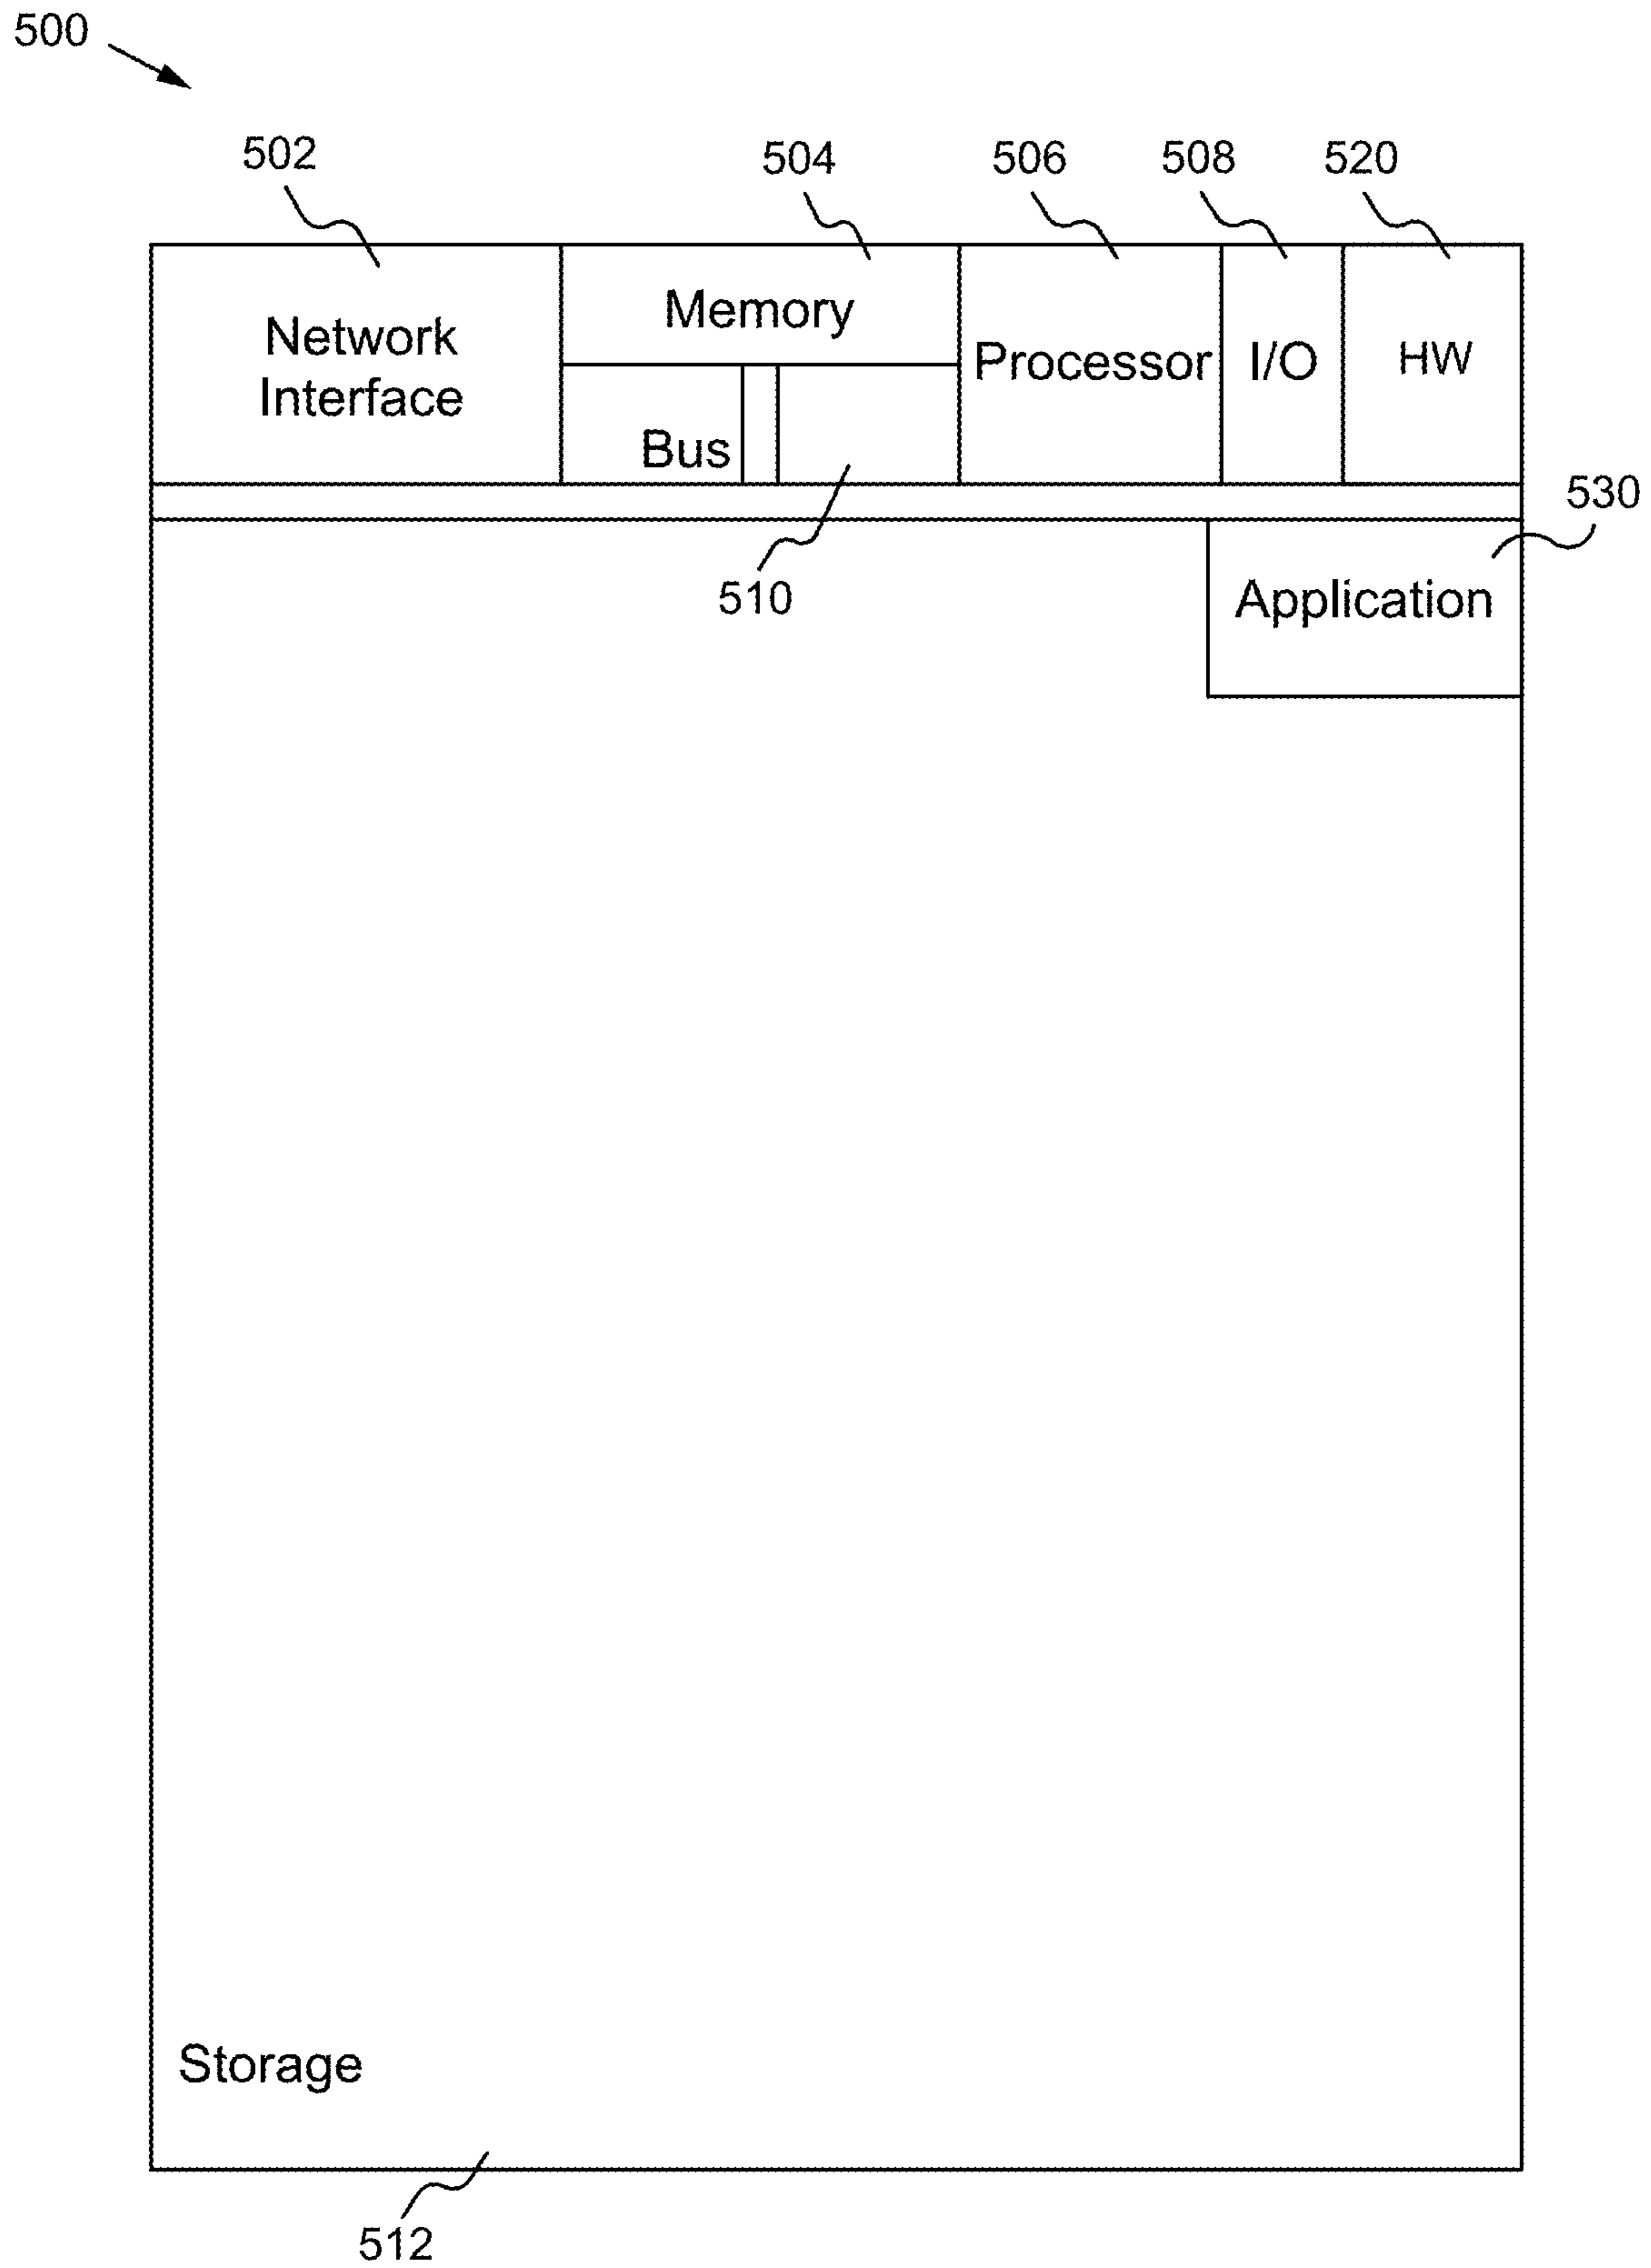 500
502
504
506
508
520
Network
Interface
Memory
Processor
I/O
HW
Bus
530
510
Application
Storage
512